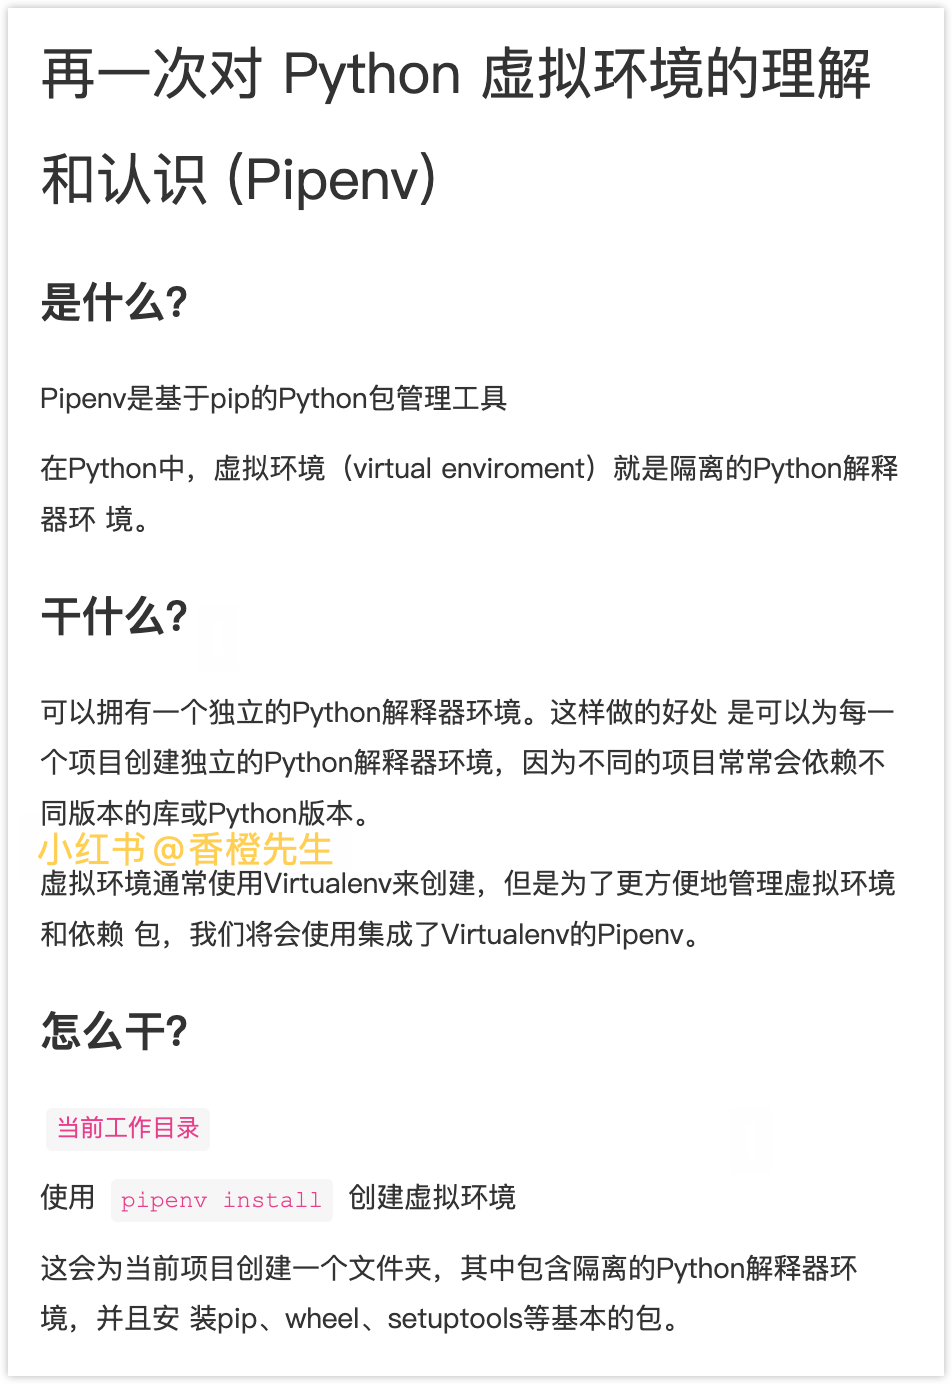 再一次对 Python 虚拟环境的理解
和认识 (Pipenv)
是什么?
Pipenv是基于pip的Python包管理工具
在Python中，虚拟环境（virtual enviroment）就是隔离的Python解释
器环 境。
干什么?
可以拥有一个独立的Python解释器环境。这样做的好处 是可以为每一
个项目创建独立的Python解释器环境，因为不同的项目常常会依赖不
同版本的库或Python版本。
小红书@香橙先生
虚拟环境通常使用Virtualenv来创建，但是为了更方便地管理虚拟环境
和依赖 包，我们将会使用集成了Virtualenv的Pipenv。
怎么干?
当前工作目录
使用 pipenv install 创建虚拟环境
这会为当前项目创建一个文件夹，其中包含隔离的Python解释器环
境，并且安 装pip、wheel、setuptools等基本的包。